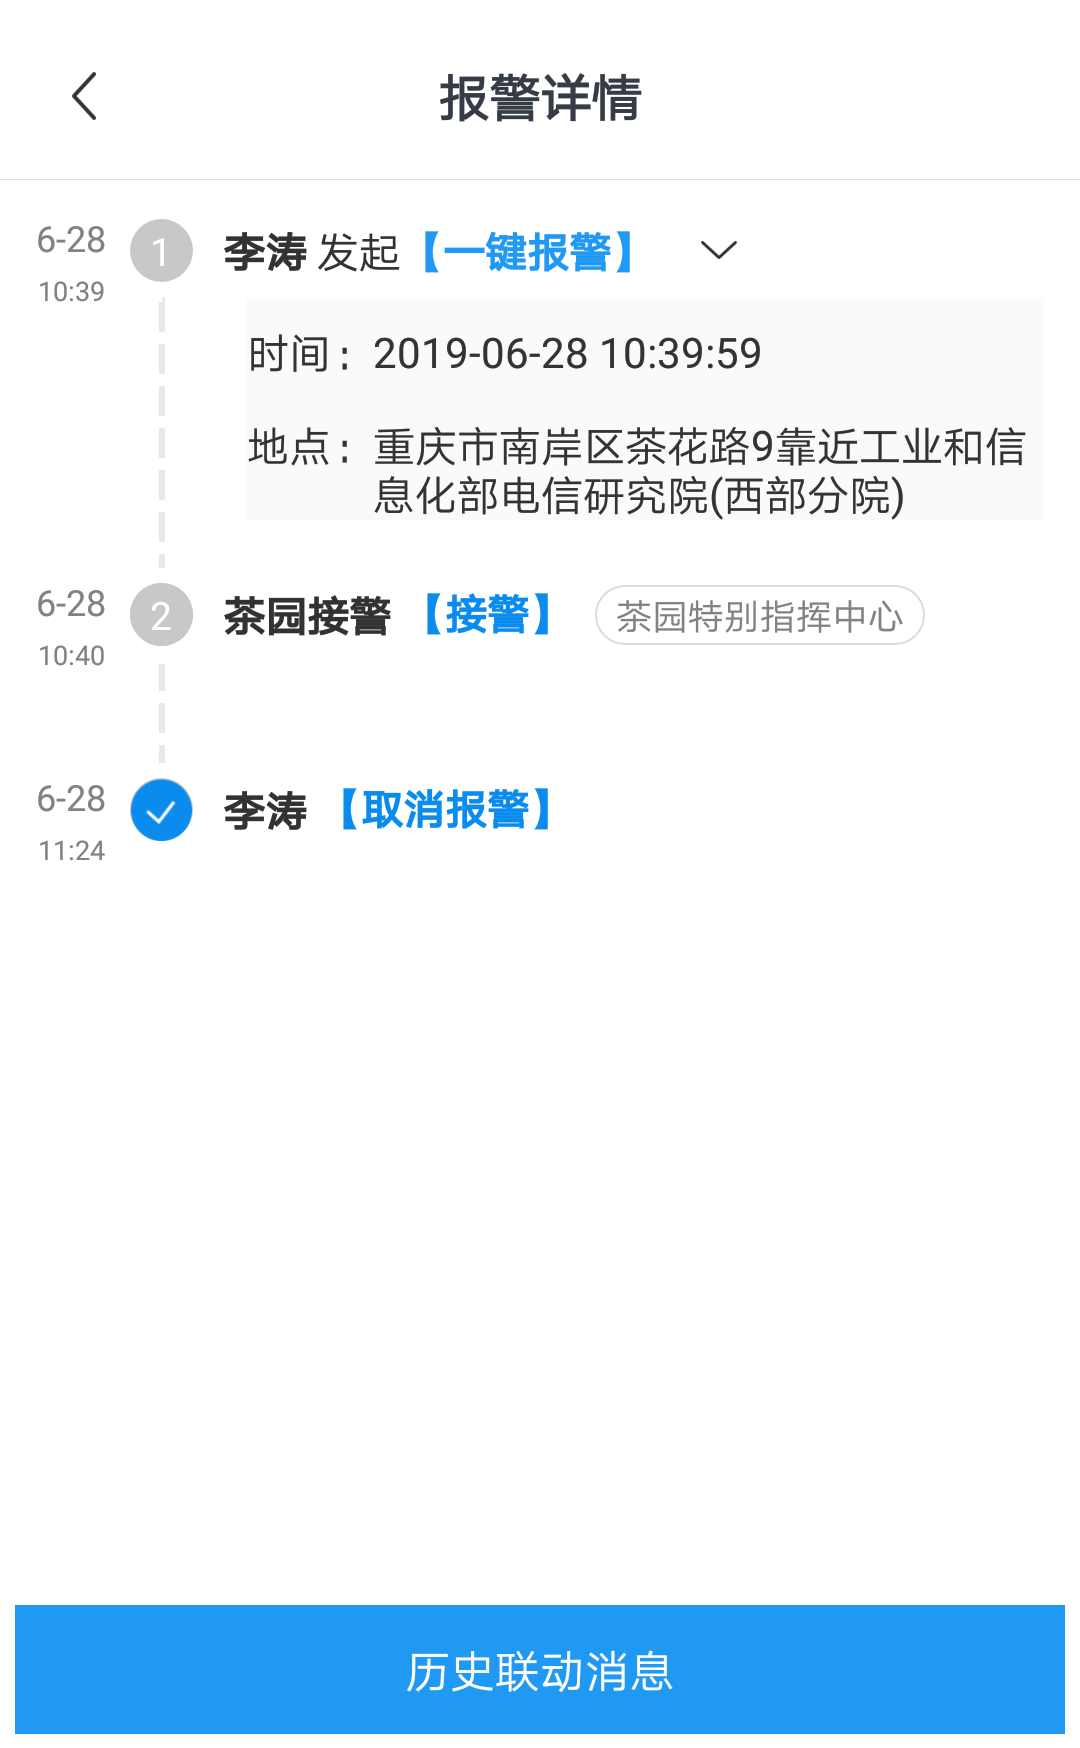 报警详情
6-28
10:39
1
李涛 发起【一键报警】
时间： 2019-06-28 10:39:59
地点： 重庆市南岸区茶花路9靠近工业和信
息化部电信研究院(西部分院)
6-28
10:40
2
茶园接警 【接警】 茶园特别指挥中心
6-28
11:24
李涛 【取消报警】
历史联动消息